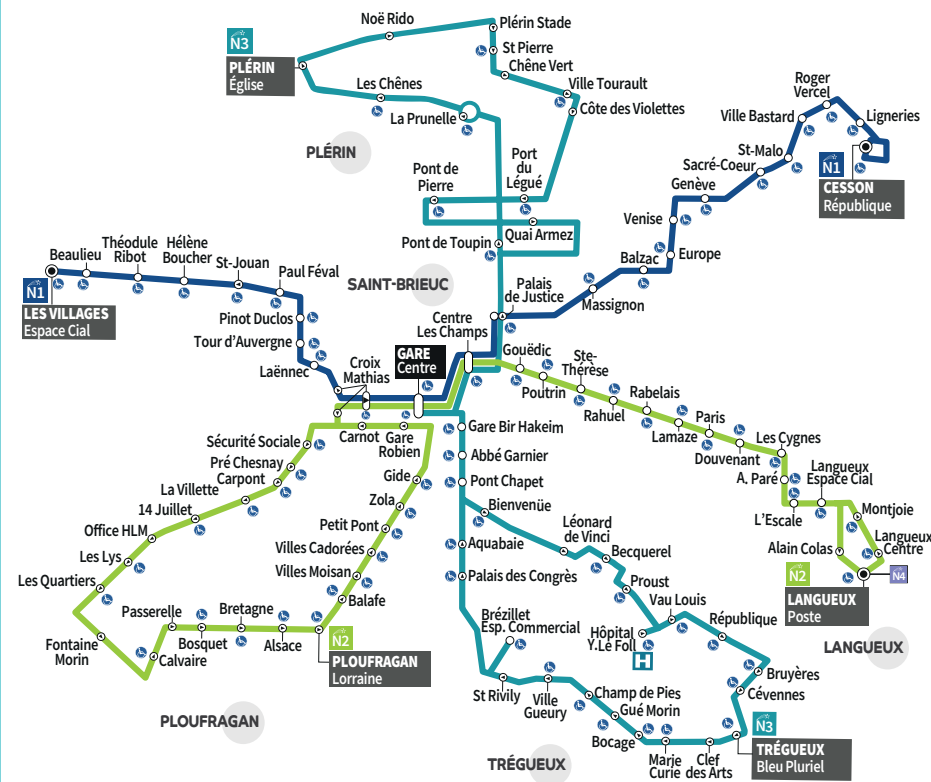 Noë Rido
Plérin Stade
St Pierre
Chêne Vert
N3
PLÉRIN
Église
Les Chênes
La Prunelle
Ville Tourault
Côte des Violettes
PLÉRIN
Pont de
Pierre
Port
du
Légué
Quai Armez
Pont de Toupin
Roger
Vercel
Ville Bastard
Ligneries
St-Malo
Sacré-Coeur
Genève
N1
CESSON
République
Venise
Europe
Balzac
Massignon
Beaulieu
Théodule
Ribot
Hélène
Boucher
St-Jouan
Paul Féval
N1
LES VILLAGES
Espace Cial
Pinot Duclos
Tour d'Auvergne
Laënnec
SAINT-BRIEUC
Palais
de Justice
Centre
Les Champs
GARE
Centre
Croix
Mathias
Gouëdic
Poutrin
Ste-
Thérèse
Rahuel
Rabelais
Lamaze
Paris
Douvenant
Les Cygnes
A. Paré
Langueux
Espace Cial
L'Escale
Montjoie
Alain Colas
Langueux
Centre
N2
N4
LANGUEUX
Poste
LANGUEUX
Carnot
Gare
Robien
Gide
Zola
Petit Pont
Villes Cadorées
Villes Moisan
Balafe
Sécurité Sociale
Pré Chesnay
Carpont
La Villette
14 Juillet
Office HLM
Les Lys
Les Quartiers
Fontaine
Morin
Calvaire
Passerelle
Bosquet
Bretagne
Alsace
N2
PLOUFRAGAN
Lorraine
PLOUFRAGAN
Gare Bir Hakeim
Abbé Garnier
Pont Chapet
Bienvenüe
Aquabaie
Palais des Congrès
Léonard
de Vinci
Becquerel
Proust
Vau Louis
Hôpital
Y.Le Foll
H
République
Bruyères
Cévennes
Brézillet
Esp. Commercial
St Rivily
Ville
Gueury
Champ de Pies
Gué Morin
Bocage
Marie
Curie
Clef
des Arts
N3
TRÉGUEUX
Bleu Pluriel
TRÉGUEUX